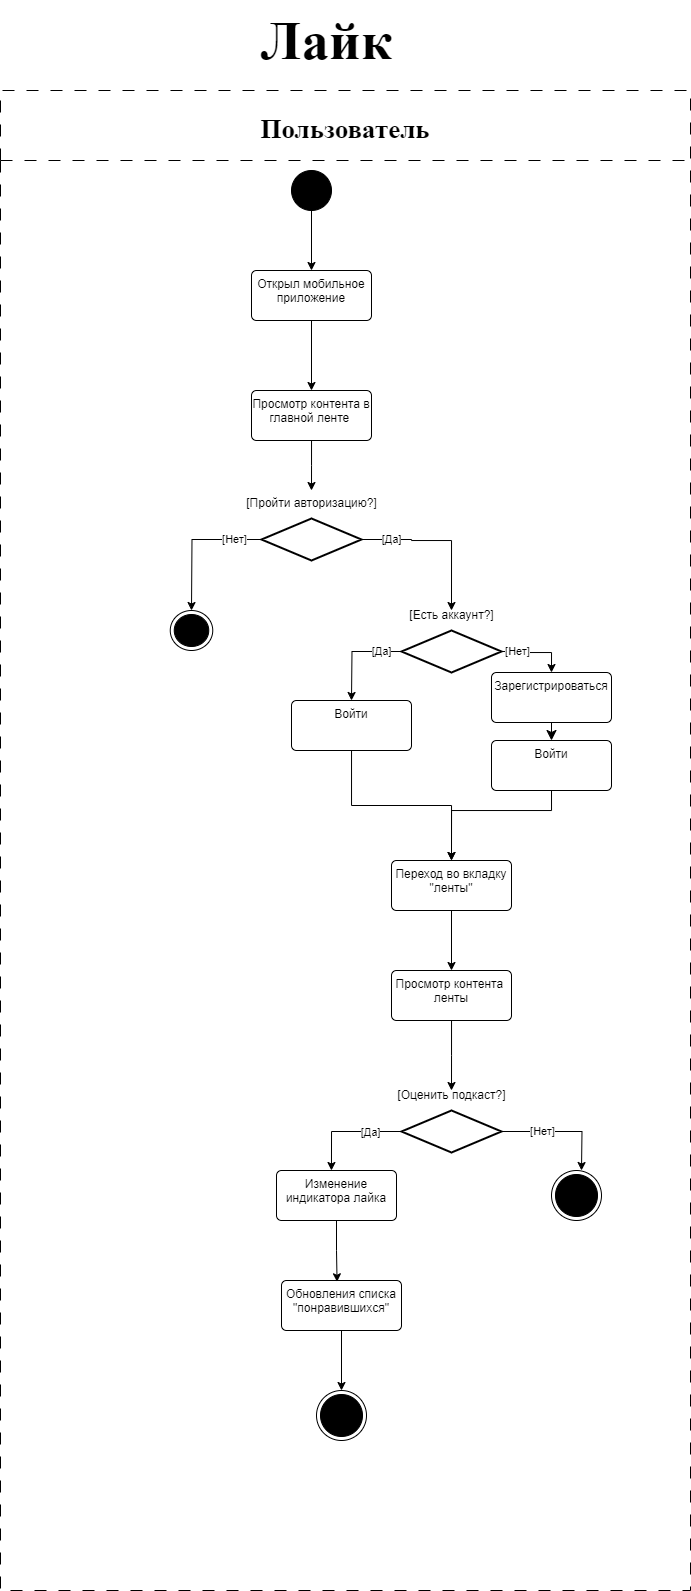 Лайк
Пользователь
Открыл мобильное
приложение
Просмотр контента в
главной ленте
[Пройти авторизацию?]
[Нет]
[Да]
[Есть аккаунт?]
[Да]
[Нет]
Зарегистрироваться
Войти
Войти
Переход во вкладку
"ленты"
Просмотр контента
ленты
[Оценить подкаст?]
[Да]
[Нет]
Изменение
индикатора лайка
Обновления списка
"понравившихся"